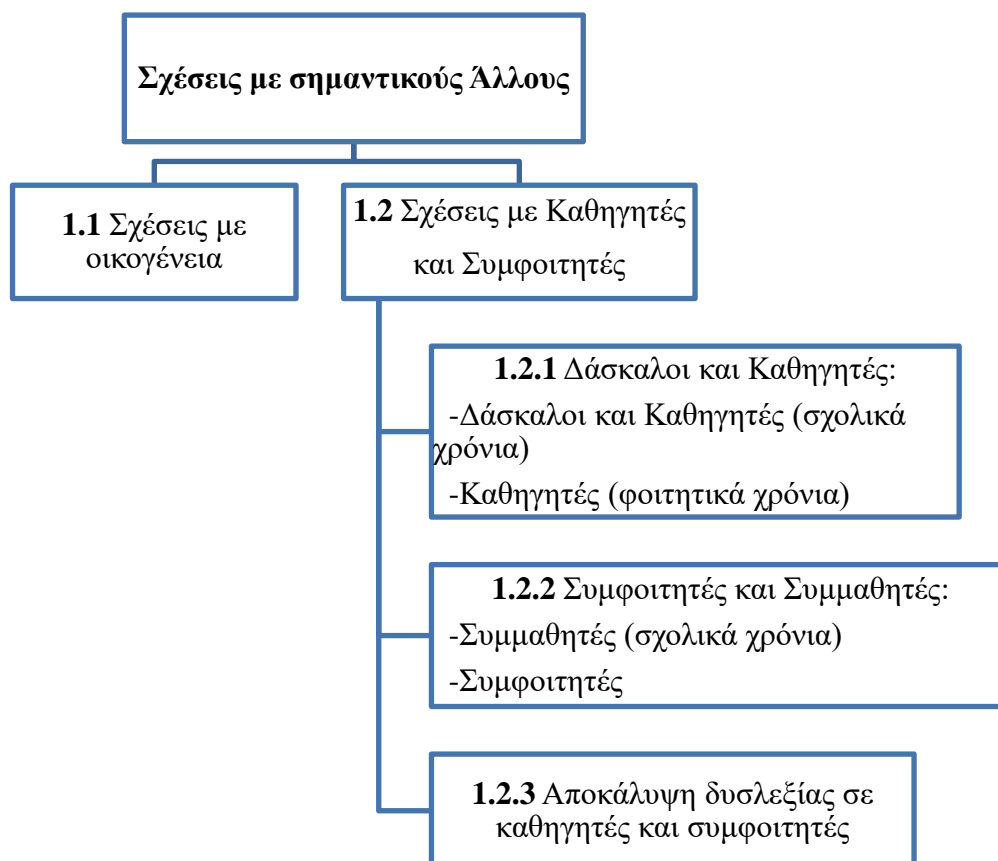 Σχέσεις με σημαντικούς Άλλους
1.1 Σχέσεις με
οικογένεια
1.2 Σχέσεις με Καθηγητές
και Συμφοιτητές
1.2.1 Δάσκαλοι και Καθηγητές:
-Δάσκαλοι και Καθηγητές (σχολικά
χρόνια)
-Καθηγητές (φοιτητικά χρόνια)
1.2.2 Συμφοιτητές και Συμμαθητές:
-Συμμαθητές (σχολικά χρόνια)
-Συμφοιτητές
1.2.3 Αποκάλυψη δυσλεξίας σε
καθηγητές και συμφοιτητές